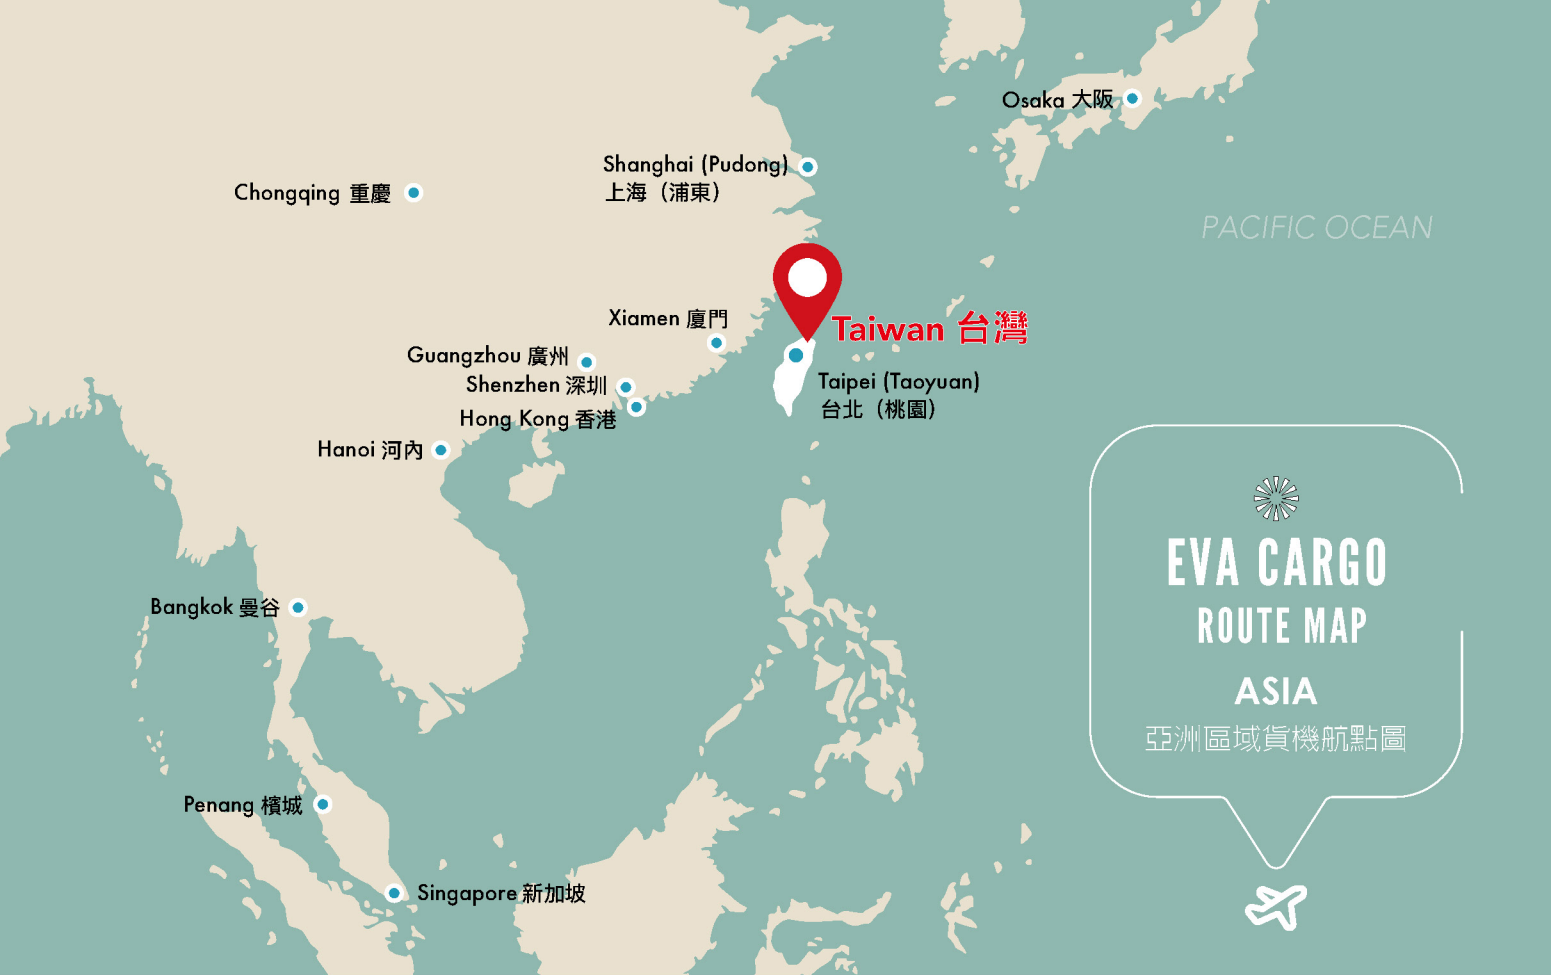 Osaka 大阪
Shanghai (Pudong)
上海（浦東）
Chongqing 重慶
PACIFIC OCEAN
Xiamen 廈門
Taiwan 台灣
Guangzhou 廣州
Shenzhen 深圳
Taipei (Taoyuan)
台北（桃園）
Hong Kong 香港
Hanoi 河內
EVA CARGO
ROUTE MAP
Bangkok 曼谷
ASIA
亞洲區域貨機航點圖
Penang 檳城
Singapore 新加坡